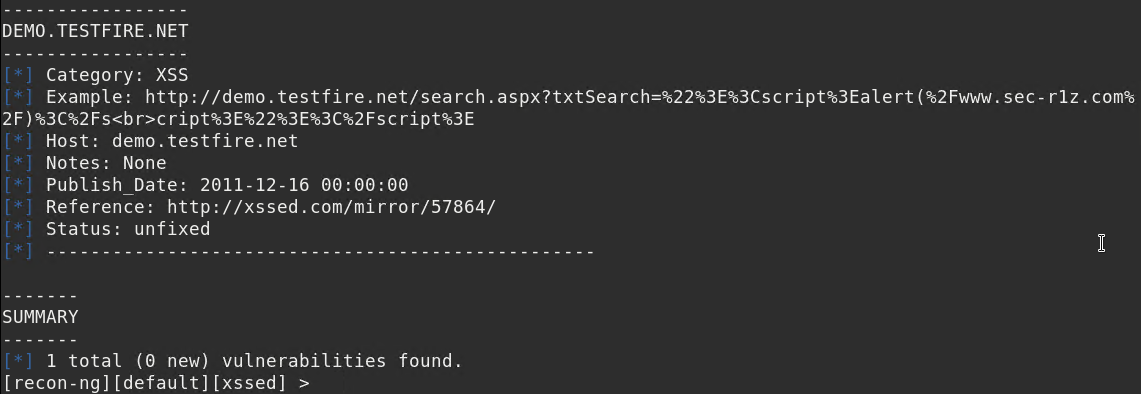 -----------------
DEMO.TESTFIRE.NET
-----------------
[*] Category: XSS
[*] Example: http://demo.testfire.net/search.aspx?txtSearch=%22%3E%3Cscript%3Ealert(%2Fwww.sec-r1z.com%
2F)%3C%2Fs<br>cript%3E%22%3E%3C%2Fscript%3E
[*] Host: demo.testfire.net
[*] Notes: None
[*] Publish_Date: 2011-12-16 00:00:00
[*] Reference: http://xssed.com/mirror/57864/
[*] Status: unfixed
[*] --------------------------------------------------
-------
SUMMARY
-------
[*] 1 total (0 new) vulnerabilities found.
[recon-ng][default][xssed] >